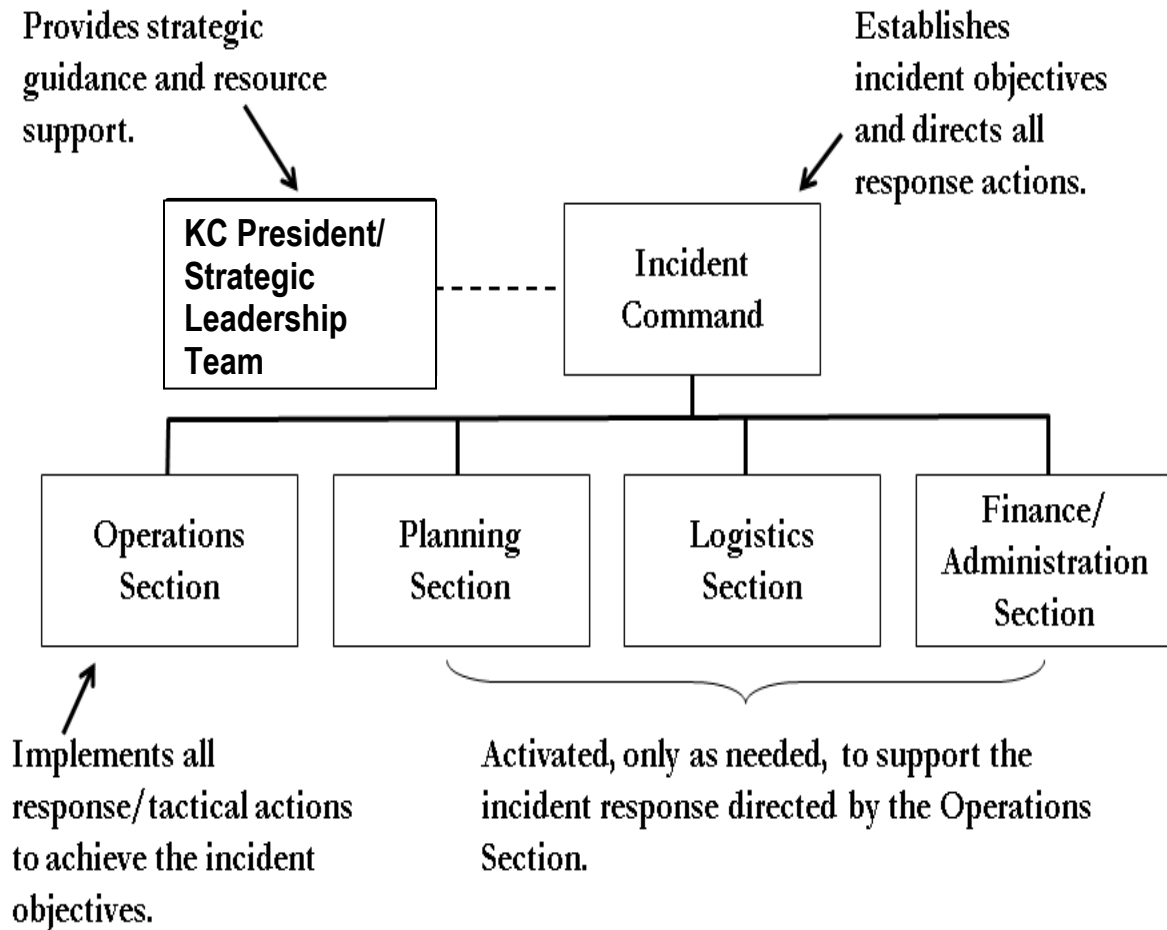 Provides strategic
guidance and resource
support.
Establishes
incident objectives
and directs all
response actions.
KC President/
Strategic
Leadership
Team
Incident
Command
Operations
Section
Planning
Section
Logistics
Section
Finance/
Administration
Section
Implements all
response/tactical actions
to achieve the incident
objectives.
Activated, only as needed, to support the
incident response directed by the Operations
Section.